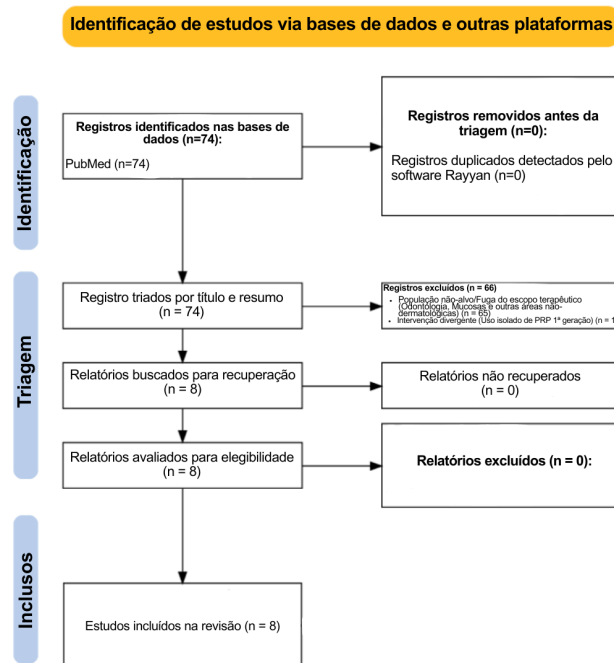 Identificação de estudos via bases de dados e outras plataformas
Identificação
Registros identificados nas bases de
dados (n=74):
PubMed (n=74)
Registros removidos antes da
triagem (n=0):
Registros duplicados detectados pelo
software Rayyan (n=0)
Triagem
Registro triados por título e resumo
(n = 74)
Registros excluídos (n = 66)
• População não-alvo/Fuga do escopo terapêutico
(Odontologia, Mucosas e outras áreas não-
dermatológicas) (n = 65)
• Intervenção divergente (Uso isolado de PRP 1ª geração) (n = 1
Relatórios buscados para recuperação
(n = 8)
Relatórios não recuperados
(n = 0)
Relatórios avaliados para elegibilidade
(n = 8)
Relatórios excluídos (n = 0):
Inclusos
Estudos incluídos na revisão (n = 8)